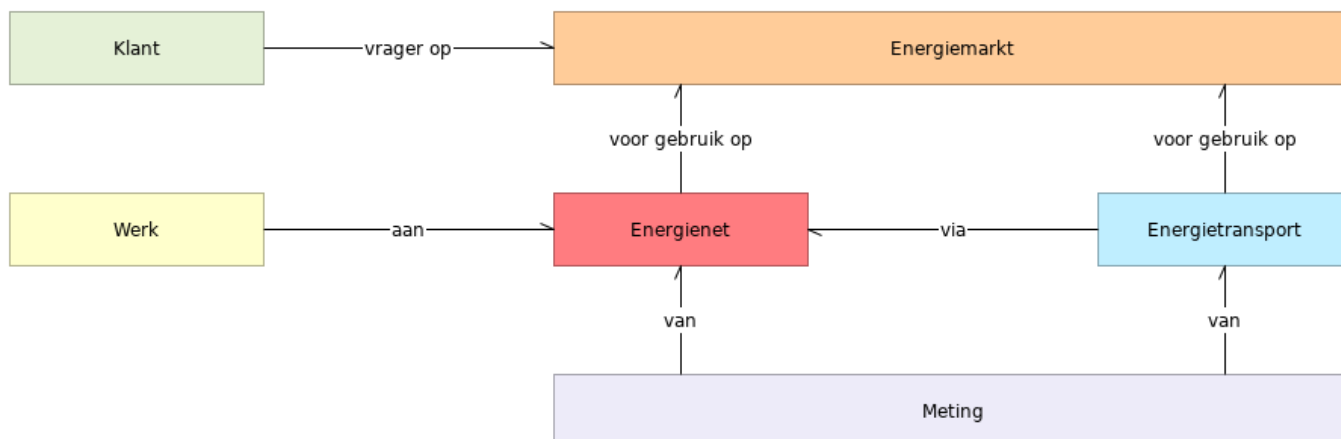 Klant
vrager op
Energiemarkt
voor gebruik op
voor gebruik op
Werk
aan
Energienet
via
Energietransport
van
van
Meting